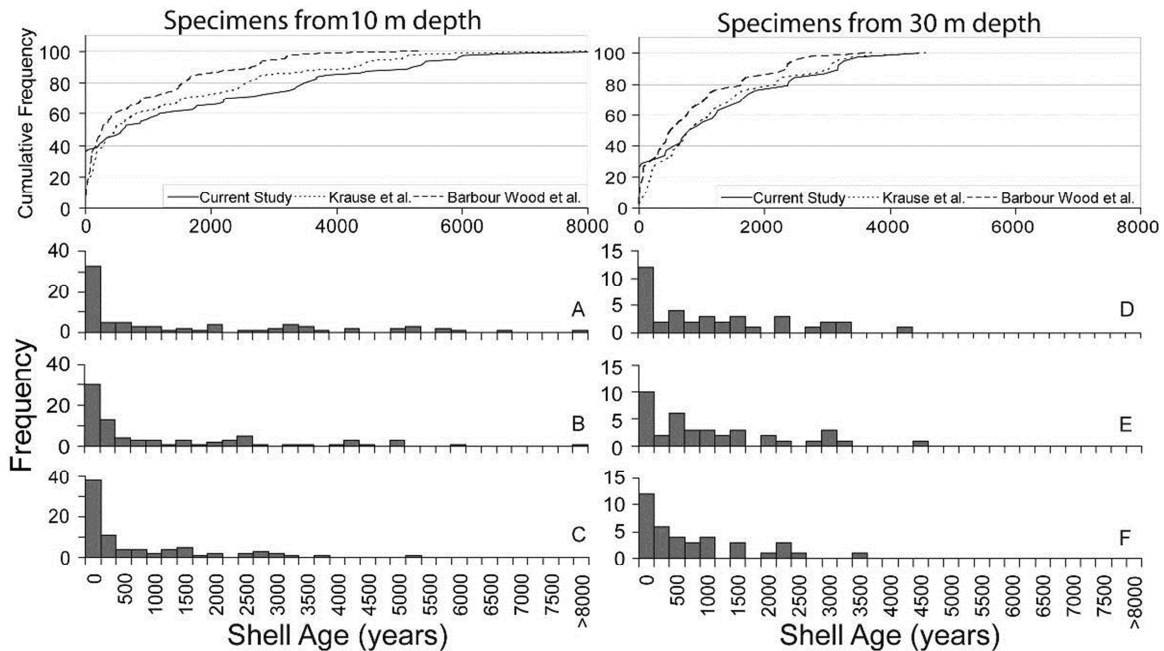 Specimens from10 m depth
Specimens from 30 m depth
Cumulative Frequency
100
80
60
40
20
0
Current Study Krause et al. Barbour Wood et al.
0 2000 4000 6000 8000
100
80
60
40
20
0
Current Study Krause et al. Barbour Wood et al.
0 2000 4000 6000 8000
Frequency
40
20
0
A
40
20
0
B
40
20
0
C
0 500 1000 1500 2000 2500 3000 3500 4000 4500 5000 5500 6000 6500 7000 7500 >8000
Shell Age (years)
15
10
5
0
D
15
10
5
0
E
15
10
5
0
F
0 500 1000 1500 2000 2500 3000 3500 4000 4500 5000 5500 6000 6500 7000 7500 >8000
Shell Age (years)